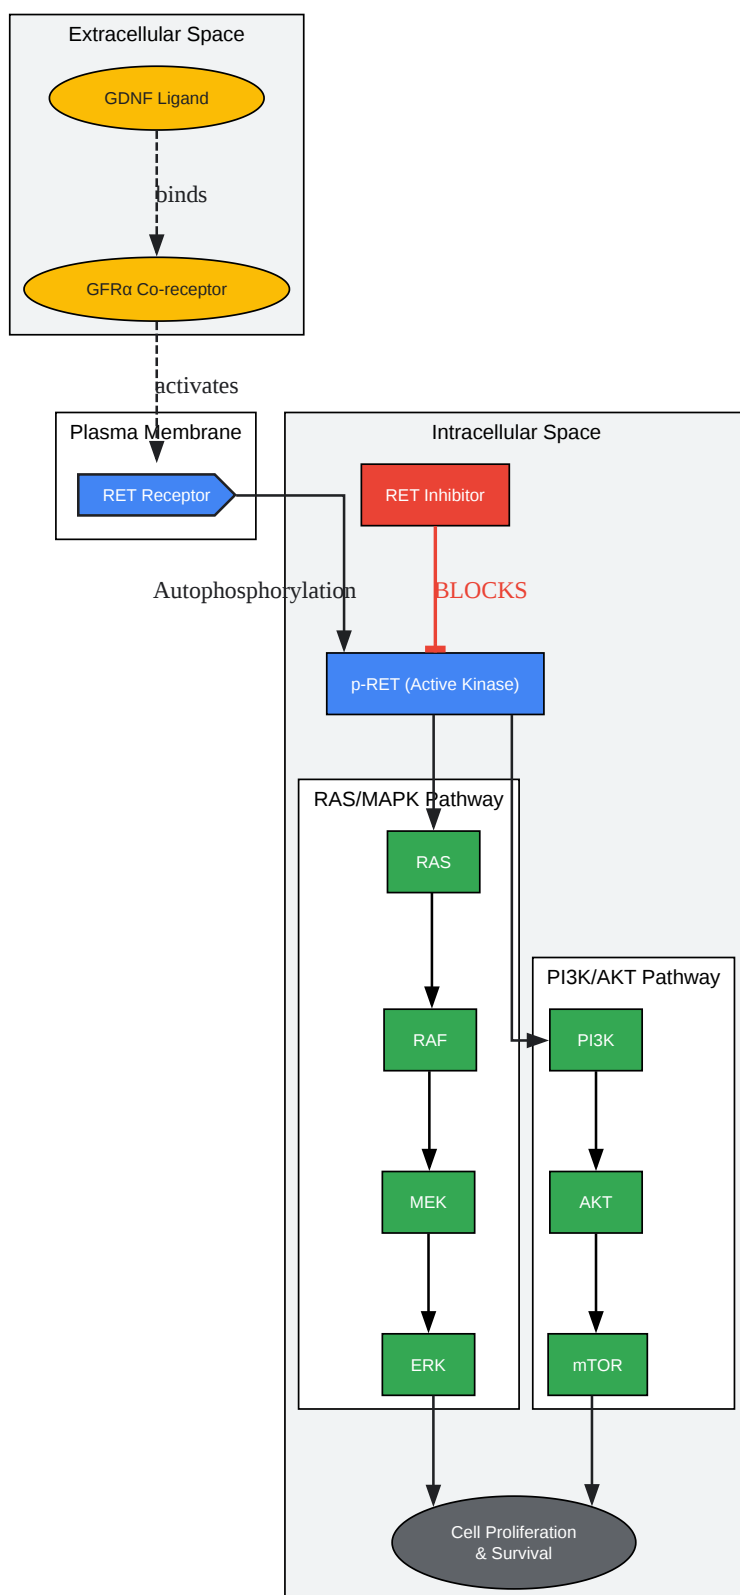 Extracellular Space
GDNF Ligand
binds
GFRα Co-receptor
activates
Plasma Membrane
RET Receptor
Intracellular Space
RET Inhibitor
Autophosphorylation
BLOCKS
p-RET (Active Kinase)
RAS/MAPK Pathway
RAS
RAF
MEK
ERK
PI3K/AKT Pathway
PI3K
AKT
mTOR
Cell Proliferation
& Survival